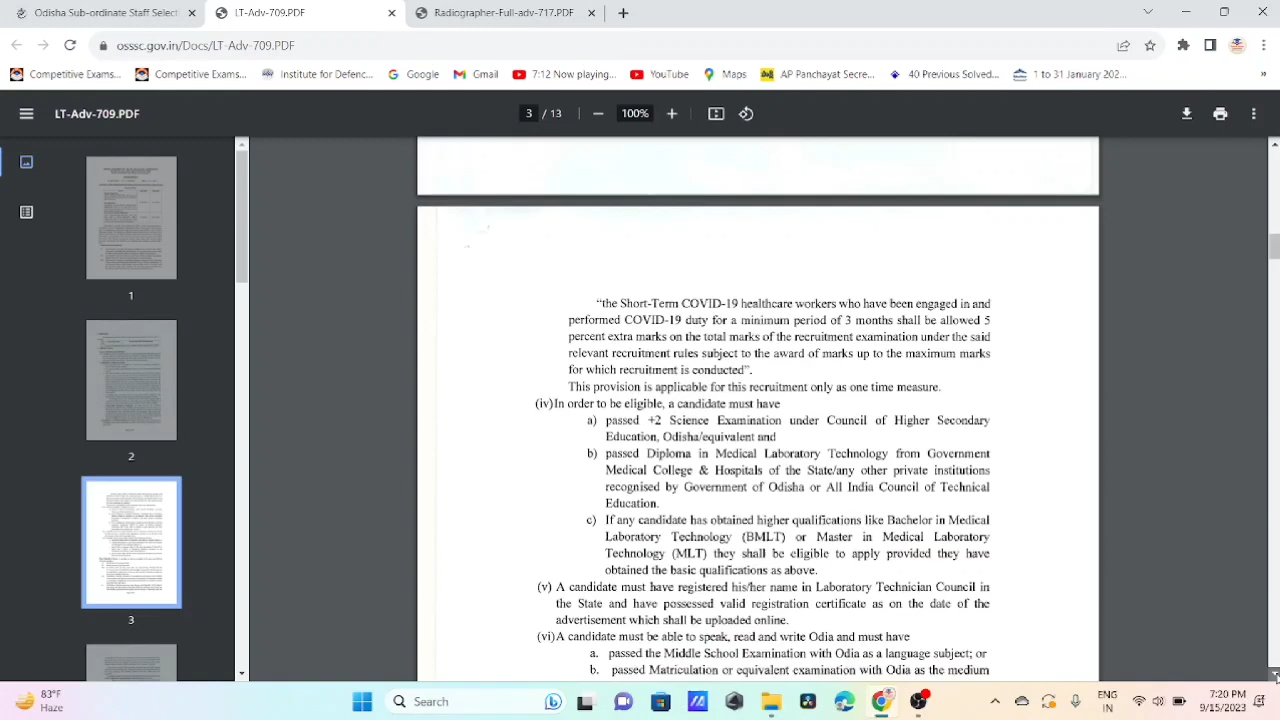 Odisha Sub-ordinate Staff Select
LT-Adv-709.PDF
Radiographer-Full-adv-717.PDF
osssc.gov.in/Docs/LT-Adv-709.PDF
Competitive Exams...
Competitive Exams...
Institute for Defenc...
Google
Gmail
7:12 Now playing...
YouTube
Maps
AP Panchayat Secre...
40 Previous Solved...
1 to 31 January 202...
»
LT-Adv-709.PDF
3 / 13
100%
1
2
3
“the Short-Term COVID-19 healthcare workers who have been engaged in and
performed COVID-19 duty for a minimum period of 3 months shall be allowed 5
percent extra marks on the total marks of the recruitment examination under the said
relevant recruitment rules subject to the award of marks up to the maximum marks
for which recruitment is conducted”.
This provision is applicable for this recruitment only as one time measure.
(iv)In order to be eligible, a candidate must have
a) passed +2 Science Examination under Council of Higher Secondary
Education, Odisha/equivalent and
b) passed Diploma in Medical Laboratory Technology from Government
Medical College & Hospitals of the State/any other private institutions
recognised by Government of Odisha or All India Council of Technical
Education.
c) If any candidate has obtained higher qualifications like Bachelor in Medical
Laboratory Technology (BMLT) or Master in Medical Laboratory
Technology (MLT) they shall be eligible to apply provided they have
obtained the basic qualifications as above.
(v) A candidate must have registered his/her name in Laboratory Technician Council in
the State and have possessed valid registration certificate as on the date of the
advertisement which shall be uploaded online.
(vi)A candidate must be able to speak, read and write Odia and must have
a. passed the Middle School Examination with Odia as a language subject; or
b. passed Matriculation or equivalent examination with Odia as the medium
83°F
Haze
Search
ENG
IN
7:20 PM
9/15/2023